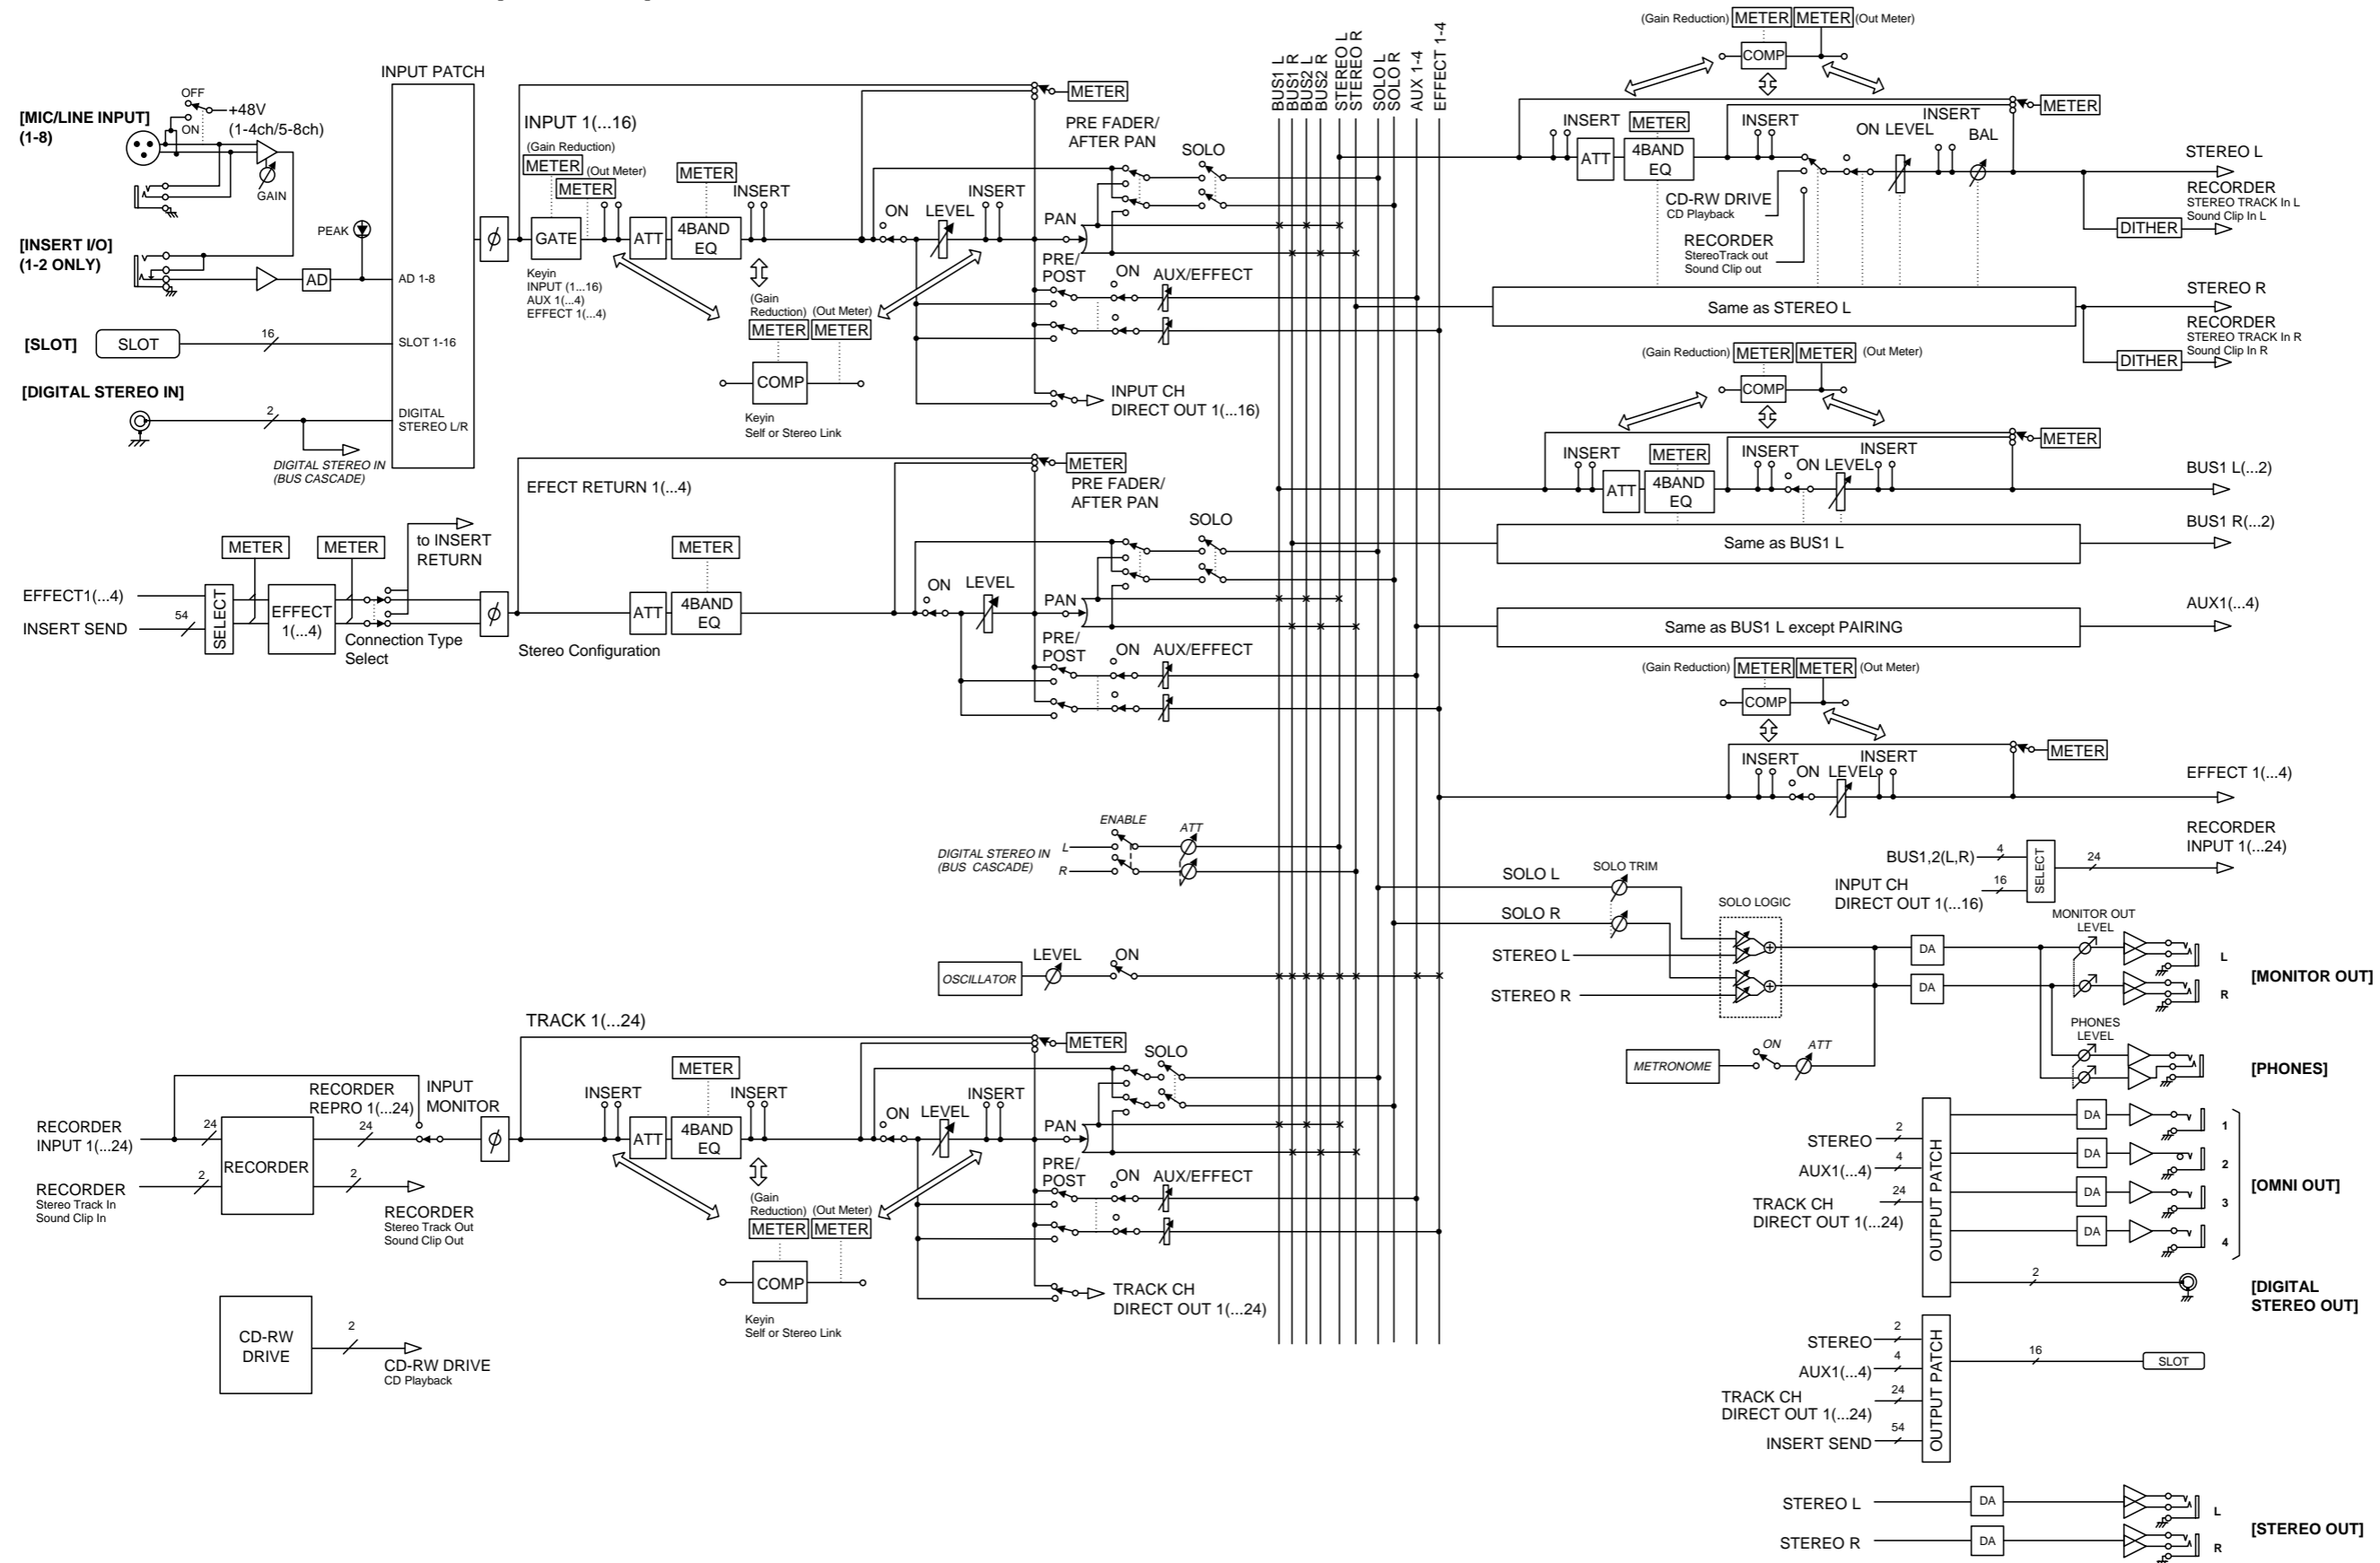 [MIC/LINE INPUT]
(1-8)
OFF
ON
+48V
(1-4ch/5-8ch)
GAIN
[INSERT I/O]
(1-2 ONLY)
PEAK
AD
[SLOT]
SLOT
16
[DIGITAL STEREO IN]
2
DIGITAL STEREO IN
(BUS CASCADE)
INPUT PATCH
AD 1-8
SLOT 1-16
DIGITAL
STEREO L/R
ϕ
INPUT 1(...16)
(Gain Reduction)
METER
(Out Meter)
METER
METER
INSERT
GATE
ATT
4BAND
EQ
Keyin
INPUT (1...16)
AUX 1(...4)
EFFECT 1(...4)
(Gain
Reduction)
(Out Meter)
METER
METER
COMP
Keyin
Self or Stereo Link
ON
LEVEL
INSERT
METER
PRE FADER/
AFTER PAN
SOLO
PAN
PRE/
POST
ON
AUX/EFFECT
INPUT CH
DIRECT OUT 1(...16)
EFFECT1(...4)
INSERT SEND
54
SELECT
METER
METER
EFFECT
1(...4)
to INSERT
RETURN
Connection Type
Select
ϕ
EFECT RETURN 1(...4)
Stereo Configuration
METER
ATT
4BAND
EQ
ON
LEVEL
METER
PRE FADER/
AFTER PAN
SOLO
PAN
PRE/
POST
ON
AUX/EFFECT
DIGITAL STEREO IN
(BUS CASCADE)
L
R
ENABLE
ATT
OSCILLATOR
LEVEL
ON
RECORDER
INPUT 1(...24)
24
RECORDER
Stereo Track In
Sound Clip In
2
RECORDER
RECORDER
REPRO 1(...24)
24
INPUT
MONITOR
2
RECORDER
Stereo Track Out
Sound Clip Out
ϕ
TRACK 1(...24)
INSERT
METER
INSERT
ATT
4BAND
EQ
(Gain
Reduction)
(Out Meter)
METER
METER
COMP
Keyin
Self or Stereo Link
ON
LEVEL
INSERT
METER
SOLO
PAN
PRE/
POST
ON
AUX/EFFECT
TRACK CH
DIRECT OUT 1(...24)
CD-RW
DRIVE
2
CD-RW DRIVE
CD Playback
BUS1 L
BUS1 R
BUS2 L
BUS2 R
STEREO L
STEREO R
SOLO L
SOLO R
AUX 1-4
EFFECT 1-4
(Gain Reduction)
METER
METER
(Out Meter)
COMP
METER
INSERT
METER
INSERT
ATT
4BAND
EQ
ON
LEVEL
INSERT
BAL
CD-RW DRIVE
CD Playback
RECORDER
StereoTrack out
Sound Clip out
STEREO L
RECORDER
STEREO TRACK In L
Sound Clip In L
DITHER
Same as STEREO L
STEREO R
RECORDER
STEREO TRACK In R
Sound Clip In R
DITHER
(Gain Reduction)
METER
METER
(Out Meter)
COMP
METER
INSERT
METER
INSERT
ATT
4BAND
EQ
ON
LEVEL
INSERT
BUS1 L(...2)
Same as BUS1 L
BUS1 R(...2)
Same as BUS1 L except PAIRING
AUX1(...4)
(Gain Reduction)
METER
METER
(Out Meter)
COMP
METER
INSERT
ON
LEVEL
INSERT
EFFECT 1(...4)
BUS1,2(L,R)
4
INPUT CH
DIRECT OUT 1(...16)
16
SELECT
24
RECORDER
INPUT 1(...24)
SOLO L
SOLO TRIM
SOLO R
SOLO LOGIC
STEREO L
STEREO R
METRONOME
ON
ATT
DA
DA
MONITOR OUT
LEVEL
L
R
[MONITOR OUT]
PHONES
LEVEL
[PHONES]
STEREO
2
AUX1(...4)
4
TRACK CH
DIRECT OUT 1(...24)
24
OUTPUT PATCH
DA
1
DA
2
DA
3
DA
4
[OMNI OUT]
2
[DIGITAL
STEREO OUT]
STEREO
2
AUX1(...4)
4
TRACK CH
DIRECT OUT 1(...24)
24
INSERT SEND
54
OUTPUT PATCH
16
SLOT
STEREO L
DA
L
STEREO R
DA
R
[STEREO OUT]